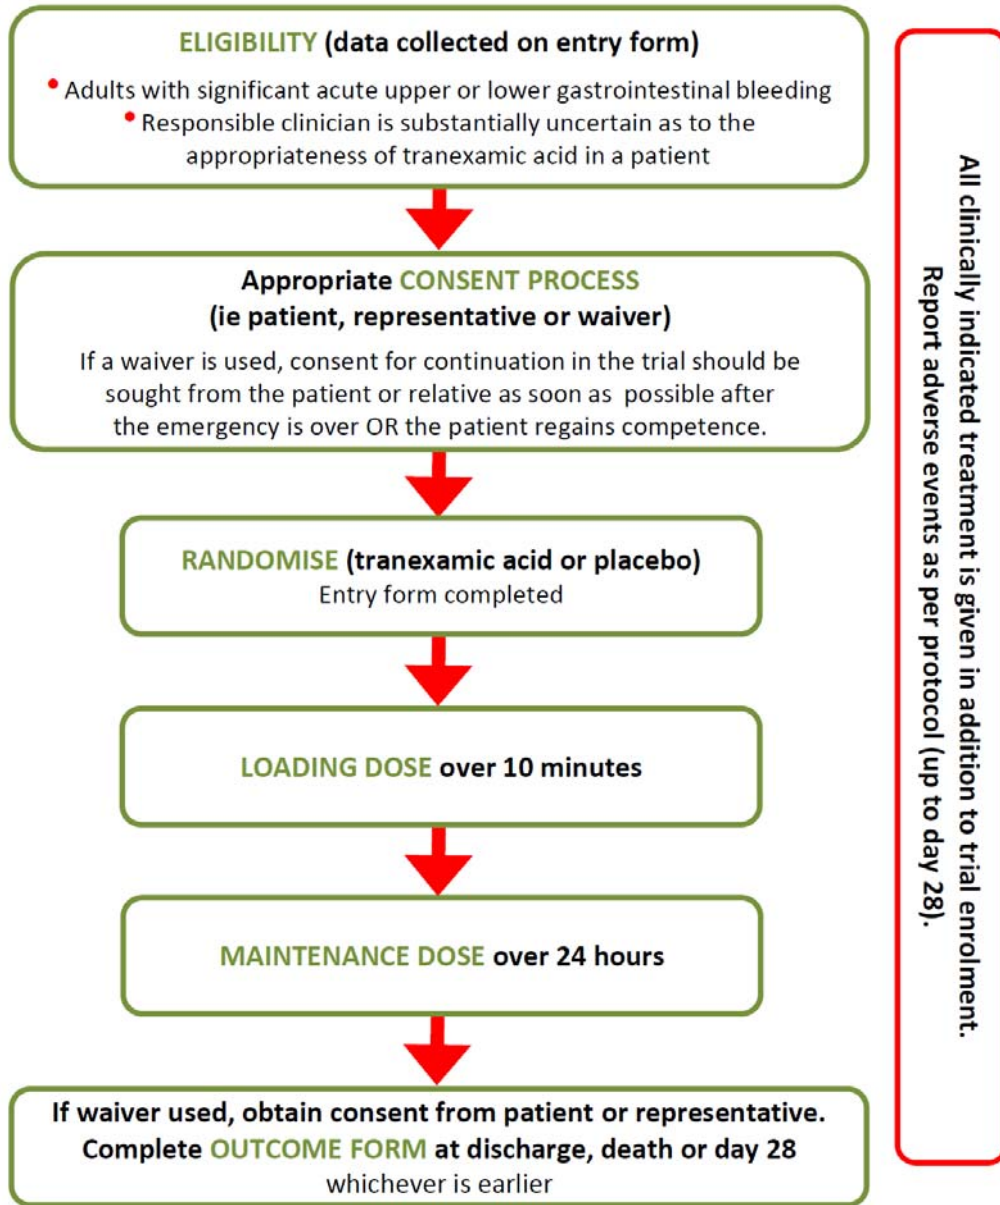 ELIGIBILITY (data collected on entry form)
• Adults with significant acute upper or lower gastrointestinal bleeding
• Responsible clinician is substantially uncertain as to the
appropriateness of tranexamic acid in a patient
Appropriate CONSENT PROCESS
(ie patient, representative or waiver)
If a waiver is used, consent for continuation in the trial should be
sought from the patient or relative as soon as possible after
the emergency is over OR the patient regains competence.
RANDOMISE (tranexamic acid or placebo)
Entry form completed
LOADING DOSE over 10 minutes
MAINTENANCE DOSE over 24 hours
If waiver used, obtain consent from patient or representative.
Complete OUTCOME FORM at discharge, death or day 28
whichever is earlier
All clinically indicated treatment is given in addition to trial enrolment.
Report adverse events as per protocol (up to day 28).